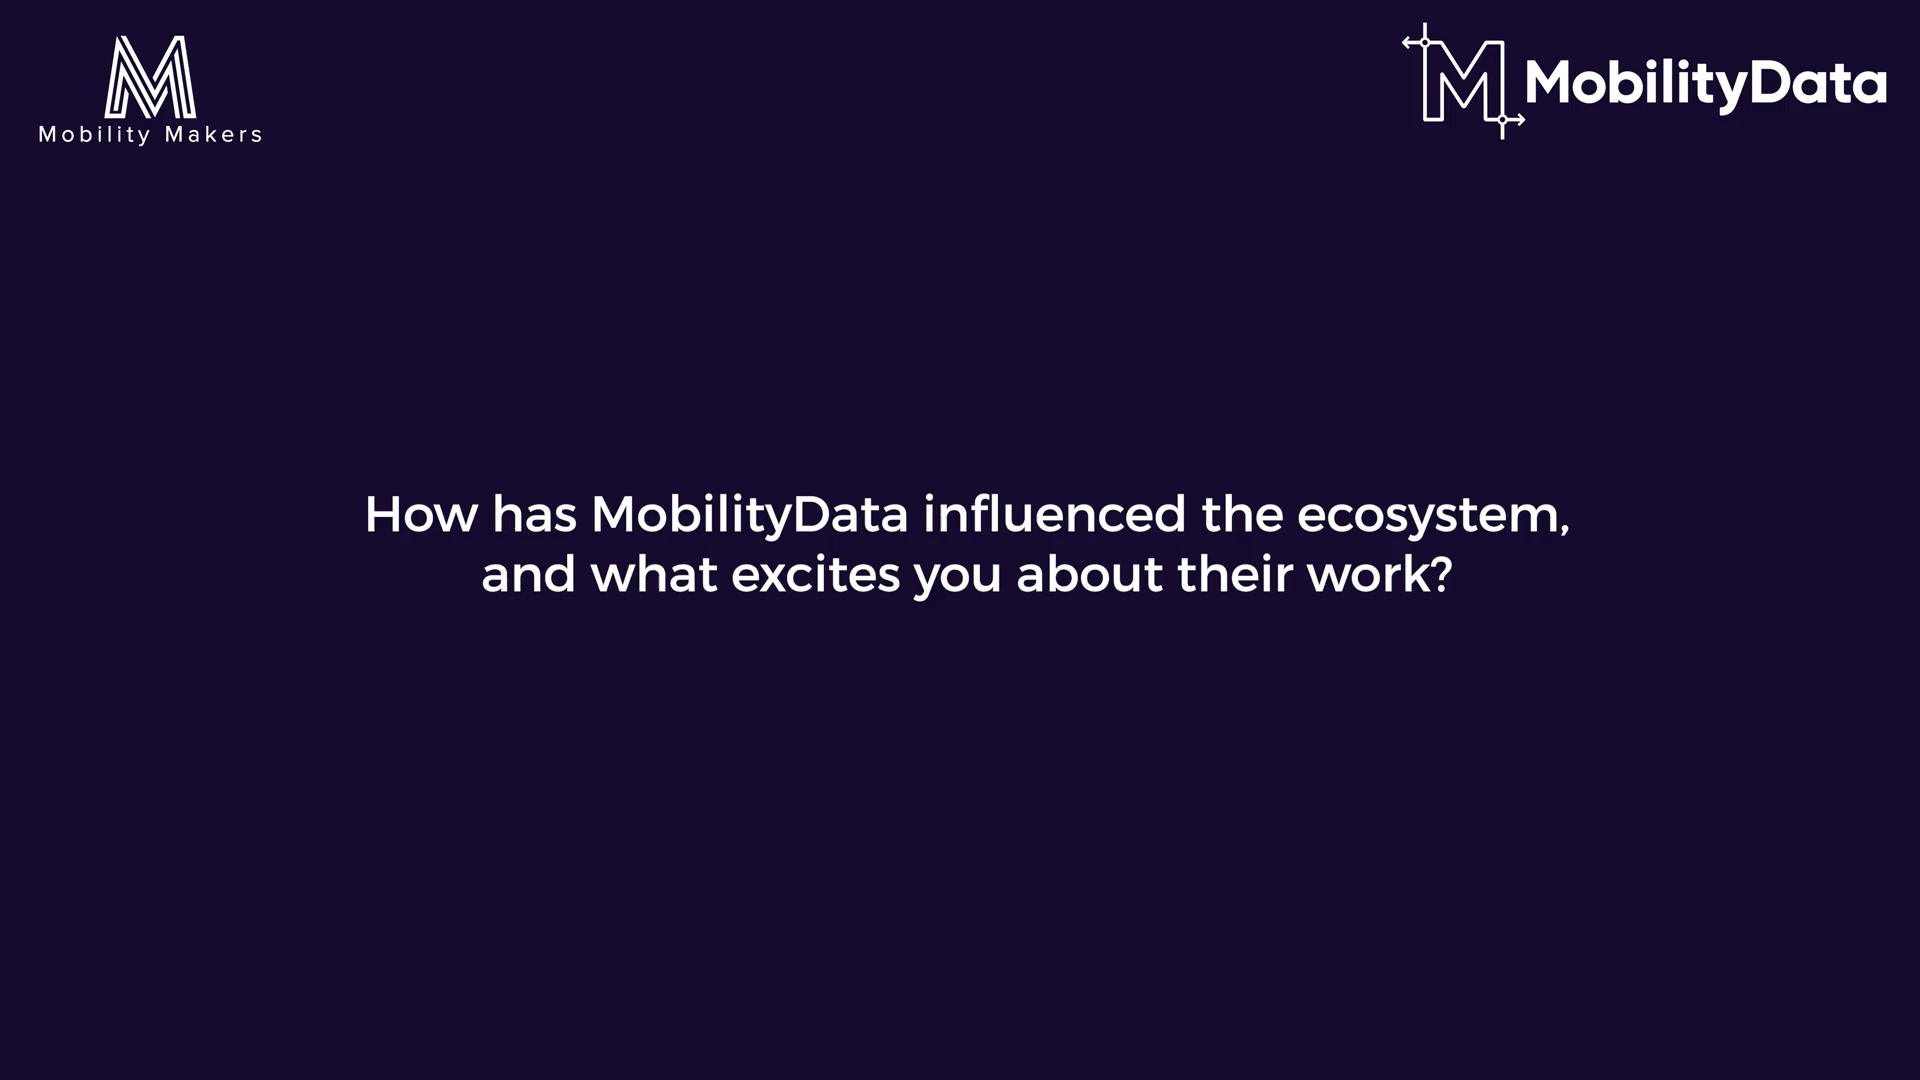 Mobility Makers
MobilityData
How has MobilityData influenced the ecosystem,
and what excites you about their work?